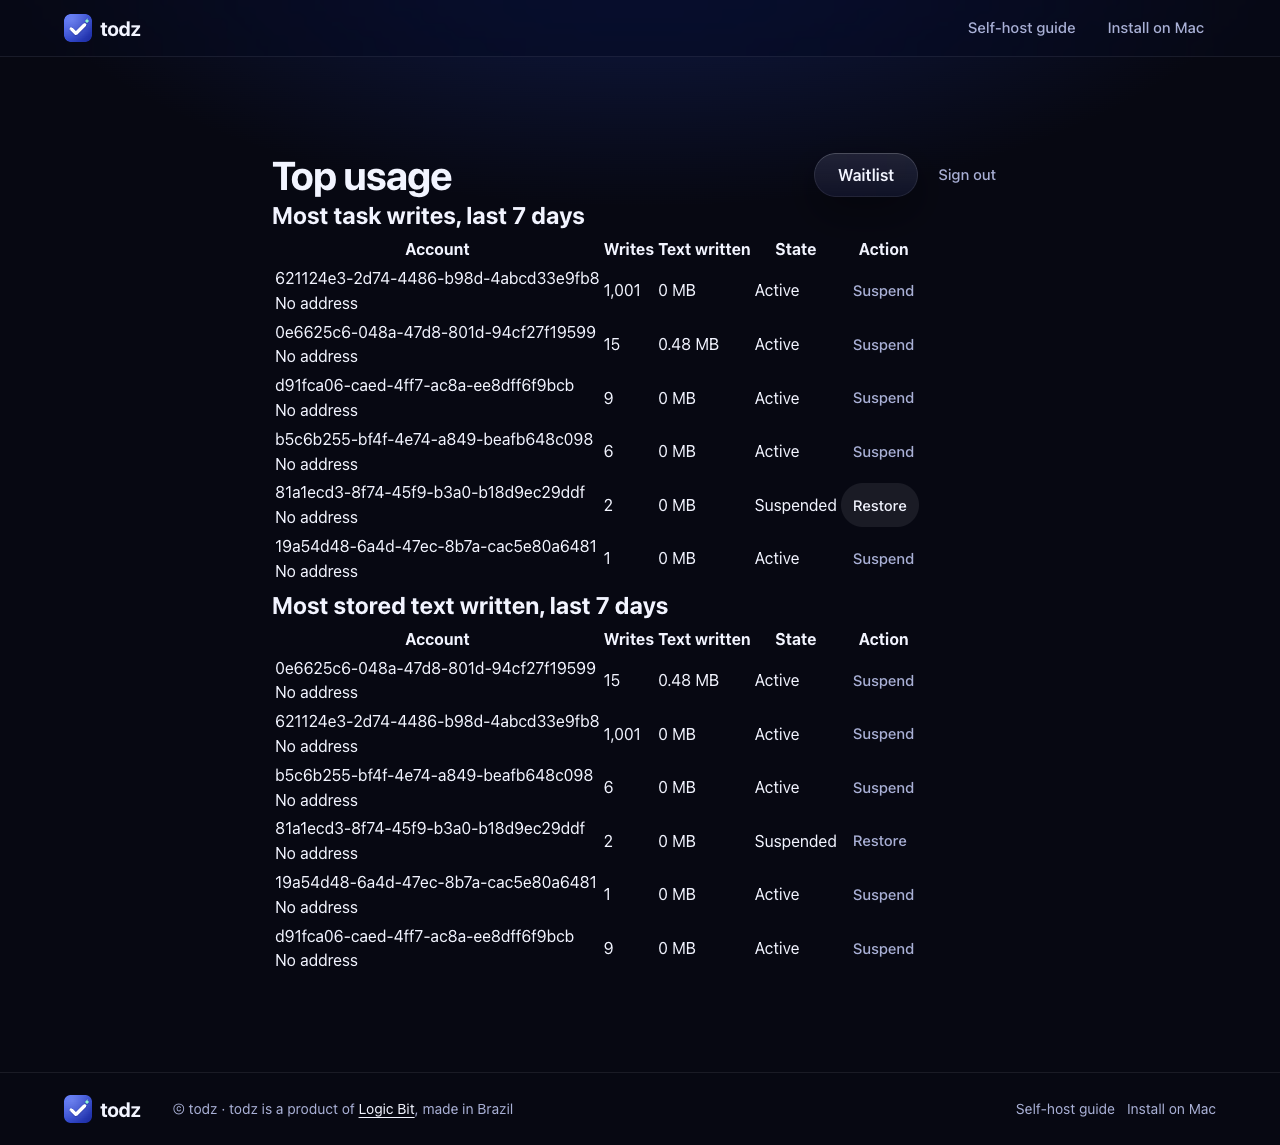 todz
Self-host guide
Install on Mac
Top usage
Waitlist
Sign out
Most task writes, last 7 days
Account Writes Text written State Action
621124e3-2d74-4486-b98d-4abcd33e9fb8
No address
1,001 0 MB Active Suspend
0e6625c6-048a-47d8-801d-94cf27f19599
No address
15 0.48 MB Active Suspend
d91fca06-caed-4ff7-ac8a-ee8dff6f9bcb
No address
9 0 MB Active Suspend
b5c6b255-bf4f-4e74-a849-beafb648c098
No address
6 0 MB Active Suspend
81a1ecd3-8f74-45f9-b3a0-b18d9ec29ddf
No address
2 0 MB Suspended Restore
19a54d48-6a4d-47ec-8b7a-cac5e80a6481
No address
1 0 MB Active Suspend
Most stored text written, last 7 days
Account Writes Text written State Action
0e6625c6-048a-47d8-801d-94cf27f19599
No address
15 0.48 MB Active Suspend
621124e3-2d74-4486-b98d-4abcd33e9fb8
No address
1,001 0 MB Active Suspend
b5c6b255-bf4f-4e74-a849-beafb648c098
No address
6 0 MB Active Suspend
81a1ecd3-8f74-45f9-b3a0-b18d9ec29ddf
No address
2 0 MB Suspended Restore
19a54d48-6a4d-47ec-8b7a-cac5e80a6481
No address
1 0 MB Active Suspend
d91fca06-caed-4ff7-ac8a-ee8dff6f9bcb
No address
9 0 MB Active Suspend
todz
© todz · todz is a product of Logic Bit, made in Brazil
Self-host guide
Install on Mac